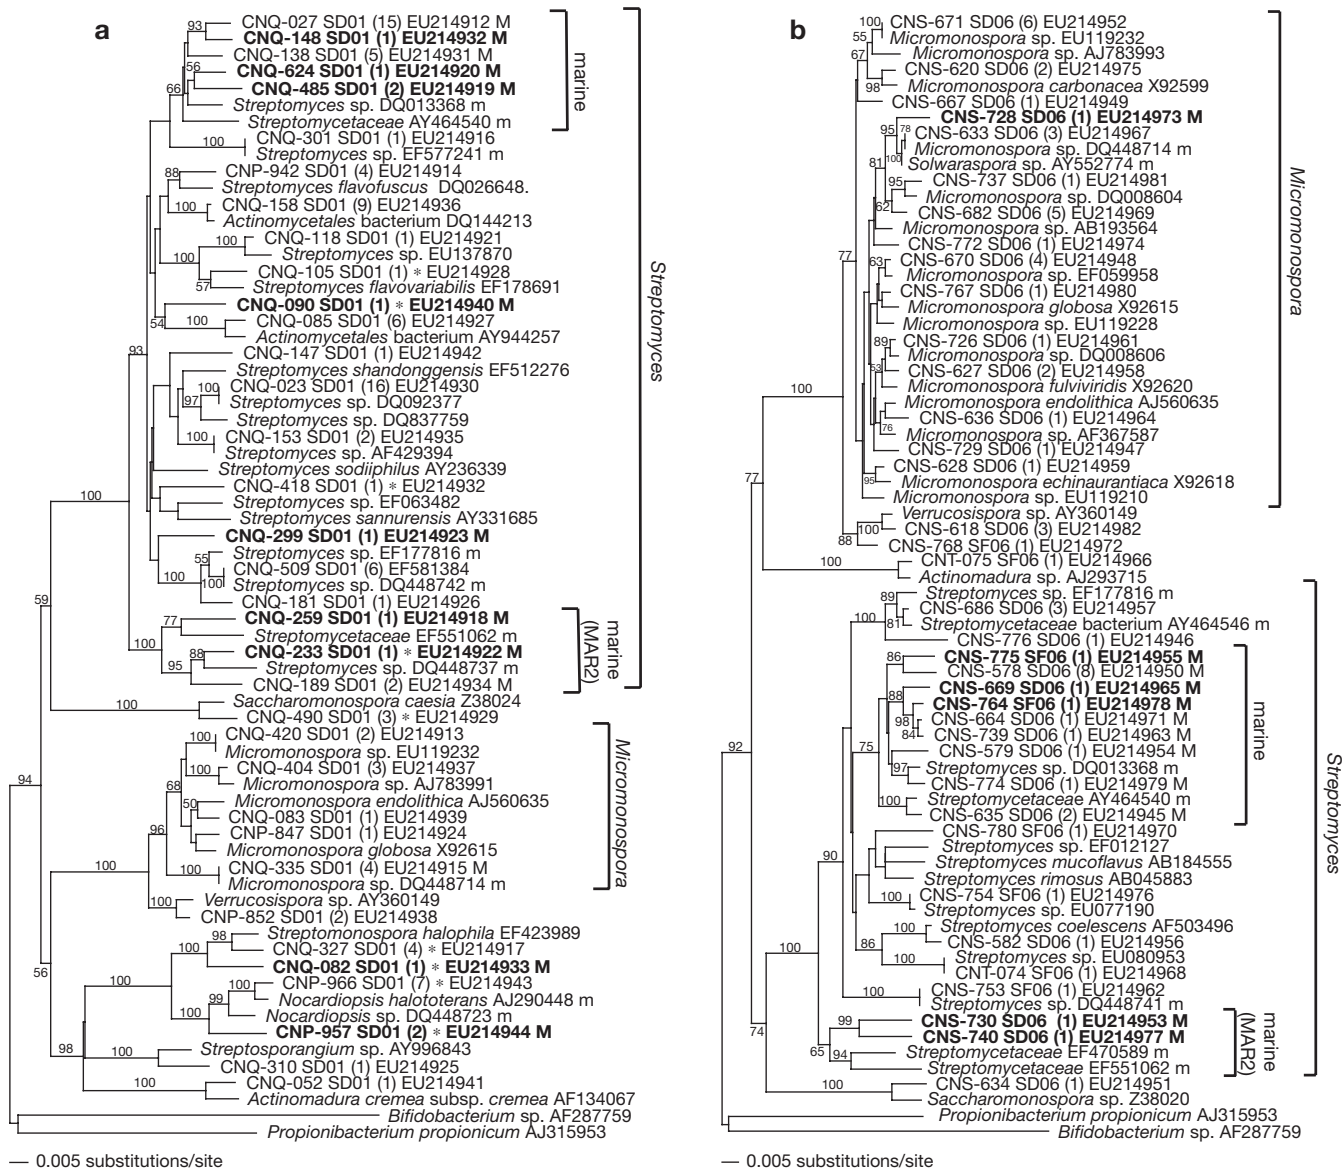 a
CNQ-027 SD01 (15) EU214912 M
CNQ-148 SD01 (1) EU214932 M
CNQ-138 SD01 (5) EU214931 M
CNQ-624 SD01 (1) EU214920 M
CNQ-485 SD01 (2) EU214919 M
Streptomyces sp. DQ013368 m
Streptomycetaceae AY464540 m
CNQ-301 SD01 (1) EU214916
Streptomyces sp. EF577241 m
CNP-942 SD01 (4) EU214914
Streptomyces flavofuscus DQ026648.
CNQ-158 SD01 (9) EU214936
Actinomycetales bacterium DQ144213
CNQ-118 SD01 (1) EU214921
Streptomyces sp. EU137870
CNQ-105 SD01 (1) * EU214928
Streptomyces flavovariabilis EF178691
CNQ-090 SD01 (1) * EU214940 M
CNQ-085 SD01 (6) EU214927
Actinomycetales bacterium AY944257
CNQ-147 SD01 (1) EU214942
Streptomyces shandonggensis EF512276
CNQ-023 SD01 (16) EU214930
Streptomyces sp. DQ092377
Streptomyces sp. DQ837759
CNQ-153 SD01 (2) EU214935
Streptomyces sp. AF429394
Streptomyces sodiiphilus AY236339
CNQ-418 SD01 (1) * EU214932
Streptomyces sp. EF063482
Streptomyces sannurensis AY331685
CNQ-299 SD01 (1) EU214923 M
Streptomyces sp. EF177816 m
CNQ-509 SD01 (6) EF581384
Streptomyces sp. DQ448742 m
CNQ-181 SD01 (1) EU214926
CNQ-259 SD01 (1) EU214918 M
Streptomycetaceae EF551062 m
CNQ-233 SD01 (1) * EU214922 M
Streptomyces sp. DQ448737 m
CNQ-189 SD01 (2) EU214934 M
Saccharomonospora caesia Z38024
CNQ-490 SD01 (3) * EU214929
CNQ-420 SD01 (2) EU214913
Micromonospora sp. EU119232
CNQ-404 SD01 (3) EU214937
Micromonospora sp. AJ783991
Micromonospora endolithica AJ560635
CNQ-083 SD01 (1) EU214939
CNP-847 SD01 (1) EU214924
Micromonospora globosa X92615
CNQ-335 SD01 (4) EU214915 M
Micromonospora sp. DQ448714 m
Verrucosispora sp. AY360149
CNP-852 SD01 (2) EU214938
Streptomonospora halophila EF423989
CNQ-327 SD01 (4) * EU214917
CNQ-082 SD01 (1) * EU214933 M
CNP-966 SD01 (7) * EU214943
Nocardiopsis halototerans AJ290448 m
Nocardiopsis sp. DQ448723 m
CNP-957 SD01 (2) * EU214944 M
Streptosporangium sp. AY996843
CNQ-310 SD01 (1) EU214925
CNQ-052 SD01 (1) EU214941
Actinomadura cremea subsp. cremea AF134067
Bifidobacterium sp. AF287759
Propionibacterium propionicum AJ315953
marine
Streptomyces
marine
(MAR2)
Micromonospora
93
56
66
100
88
100
100
100
57
54
100
93
100
97
100
55
100
100
100
77
100
88
95
59
100
100
100
68
50
96
100
100
100
94
56
98
100
100
100
99
100
100
98
100
100
0.005 substitutions/site
b
CNS-671 SD06 (6) EU214952
Micromonospora sp. EU119232
Micromonospora sp. AJ783993
CNS-620 SD06 (2) EU214975
Micromonospora carbonacea X92599
CNS-667 SD06 (1) EU214949
CNS-728 SD06 (1) EU214973 M
CNS-633 SD06 (3) EU214967
Micromonospora sp. DQ448714 m
Solwaraspora sp. AY552774 m
CNS-737 SD06 (1) EU214981
Micromonospora sp. DQ008604
CNS-682 SD06 (5) EU214969
Micromonospora sp. AB193564
CNS-772 SD06 (1) EU214974
CNS-670 SD06 (4) EU214948
Micromonospora sp. EF059958
CNS-767 SD06 (1) EU214980
Micromonospora globosa X92615
Micromonospora sp. EU119228
CNS-726 SD06 (1) EU214961
Micromonospora sp. DQ008606
CNS-627 SD06 (2) EU214958
Micromonospora fulviviridis X92620
Micromonospora endolithica AJ560635
CNS-636 SD06 (1) EU214964
Micromonospora sp. AF367587
CNS-729 SD06 (1) EU214947
CNS-628 SD06 (1) EU214959
Micromonospora echinaurantiaca X92618
Micromonospora sp. EU119210
Verrucosispora sp. AY360149
CNS-618 SD06 (3) EU214982
CNS-768 SF06 (1) EU214972
CNT-075 SF06 (1) EU214966
Actinomadura sp. AJ293715
Streptomyces sp. EF177816 m
CNS-686 SD06 (3) EU214957
Streptomycetaceae bacterium AY464546 m
CNS-776 SD06 (1) EU214946
CNS-775 SF06 (1) EU214955 M
CNS-578 SD06 (8) EU214950 M
CNS-669 SD06 (1) EU214965 M
CNS-764 SF06 (1) EU214978 M
CNS-664 SD06 (1) EU214971 M
CNS-739 SD06 (1) EU214963 M
CNS-579 SD06 (1) EU214954 M
Streptomyces sp. DQ013368 m
CNS-774 SD06 (1) EU214979 M
Streptomycetaceae AY464540 m
CNS-635 SD06 (2) EU214945 M
CNS-780 SF06 (1) EU214970
Streptomyces sp. EF012127
Streptomyces mucoflavus AB184555
Streptomyces rimosus AB045883
CNS-754 SF06 (1) EU214976
Streptomyces sp. EU077190
Streptomyces coelescens AF503496
CNS-582 SD06 (1) EU214956
Streptomyces sp. EU080953
CNT-074 SF06 (1) EU214968
CNS-753 SF06 (1) EU214962
Streptomyces sp. DQ448741 m
CNS-730 SD06 (1) EU214953 M
CNS-740 SD06 (1) EU214977 M
Streptomycetaceae EF470589 m
Streptomycetaceae EF551062 m
CNS-634 SD06 (1) EU214951
Saccharomonospora sp. Z38020
Propionibacterium propionicum AJ315953
Bifidobacterium sp. AF287759
Micromonospora
marine
Streptomyces
marine
(MAR2)
100
55
67
98
95
78
100
81
95
62
77
63
89
53
76
95
100
100
88
77
100
89
81
100
86
88
98
84
75
97
100
90
100
100
86
100
100
100
92
74
99
65
94
100
0.005 substitutions/site